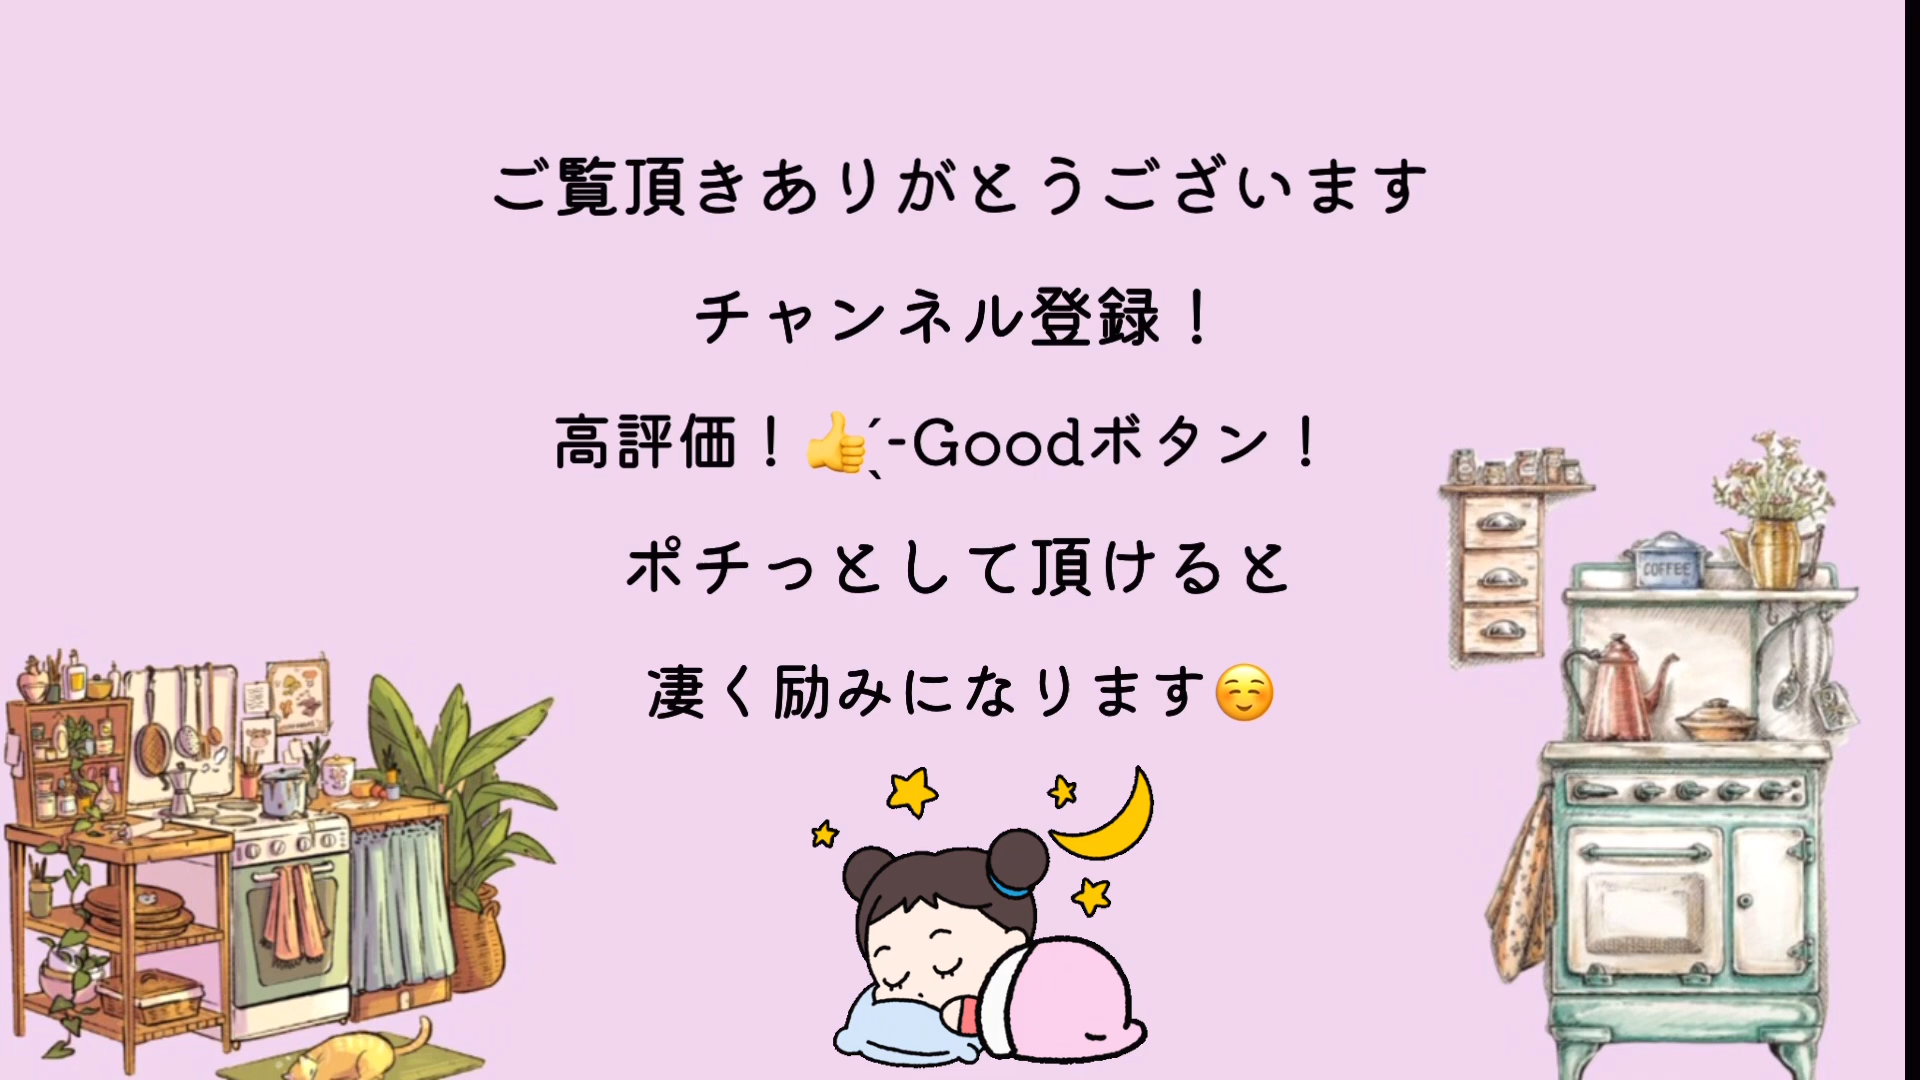 ご覧頂きありがとうございます
チャンネル登録！
高評価！👍 ̖́-Goodボタン！
ポチっとして頂けると
凄く励みになります☺️
COFFEE